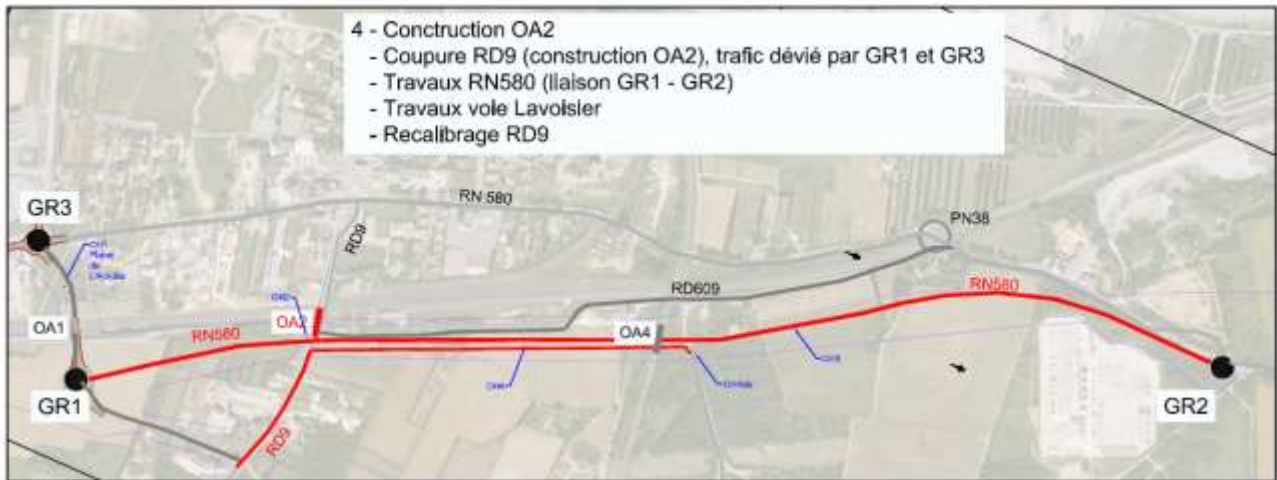 4 - Conctruction OA2
- Coupure RD9 (construction OA2), trafic dévié par GR1 et GR3
- Travaux RN580 (liaison GR1 - GR2)
- Travaux voie Lavoisier
- Recalibrage RD9
RN 580
GR3
PN38
RD9
RD609
RN580
OA1
OA2
RN580
OA4
GR1
GR2
RD9